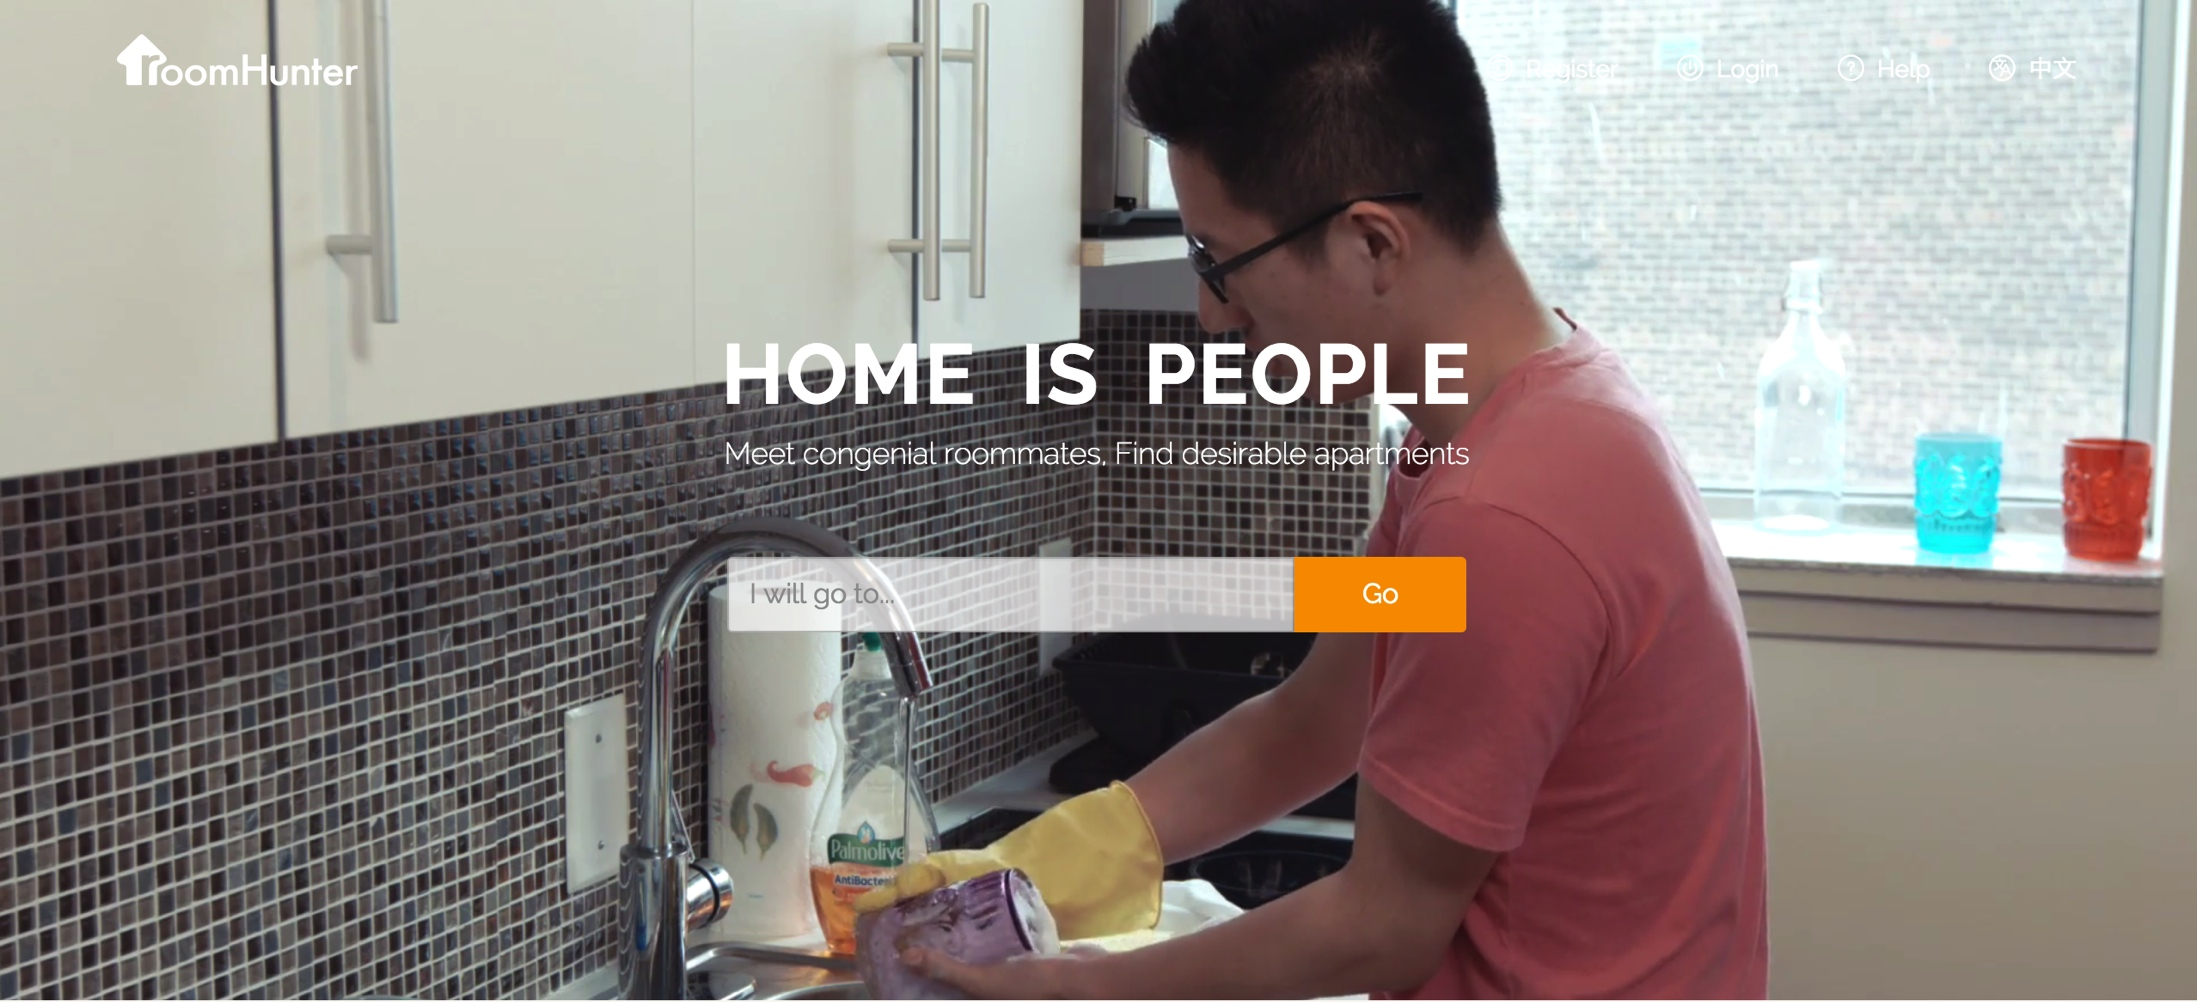 roomHunter
Register
Login
Help
中文
HOME IS PEOPLE
Meet congenial roommates, Find desirable apartments
I will go to...
Go
Palmolive
AntiBacter